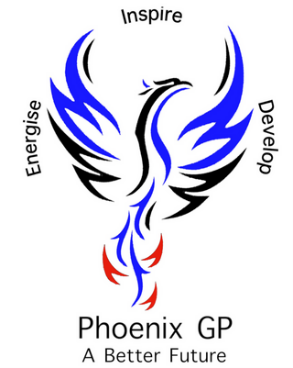 Inspire
Energise
Develop
Phoenix GP
A Better Future